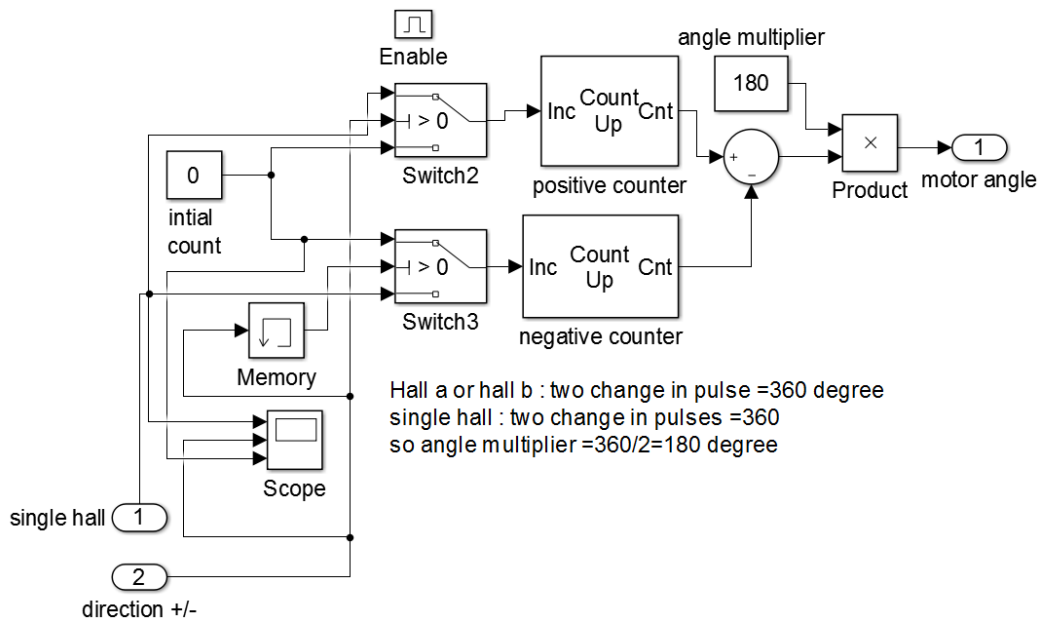 Enable
angle multiplier
180
> 0
Switch2
Inc Count Up Cnt
positive counter
+
−
×
Product
1
motor angle
0
intial
count
> 0
Switch3
Inc Count Up Cnt
negative counter
Memory
Scope
Hall a or hall b : two change in pulse =360 degree
single hall : two change in pulses =360
so angle multiplier =360/2=180 degree
single hall 1
2
direction +/-